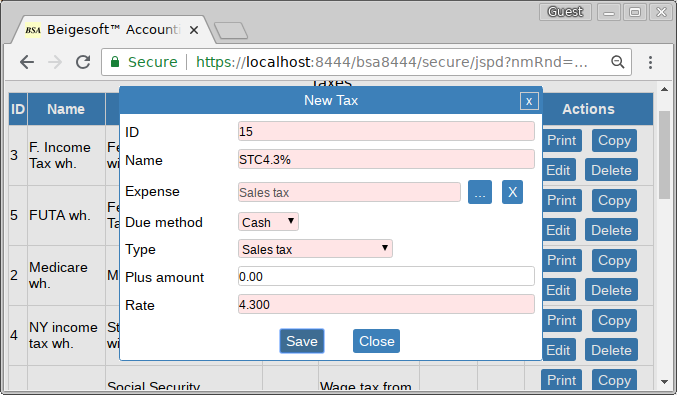 Guest
BSA Beigesoft™ Accounti
Secure https://localhost:8444/bsa8444/secure/jspd?nmRnd=...
Taxes
ID Name Actions
New Tax x
ID 15
Name STC4.3%
Expense Sales tax ... X
Due method Cash
Type Sales tax
Plus amount 0.00
Rate 4.300
Save Close
3 F. Income Tax wh. Fe wi Print Copy
Edit Delete
5 FUTA wh. Fe Ta Print Copy
Edit Delete
2 Medicare wh. M Print Copy
Edit Delete
4 NY income tax wh. St wi Print Copy
Edit Delete
Social Security Wage tax from Print Copy